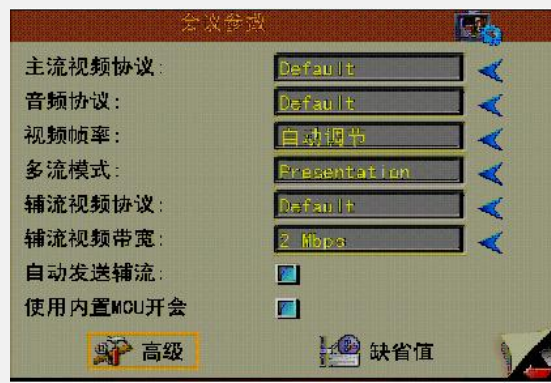 会议参数
主流视频协议: Default
音频协议: Default
视频帧率: 自动调节
多流模式: Presentation
辅流视频协议: Default
辅流视频带宽: 2 Mbps
自动发送辅流:
使用内置MCU开会
高级 缺省值